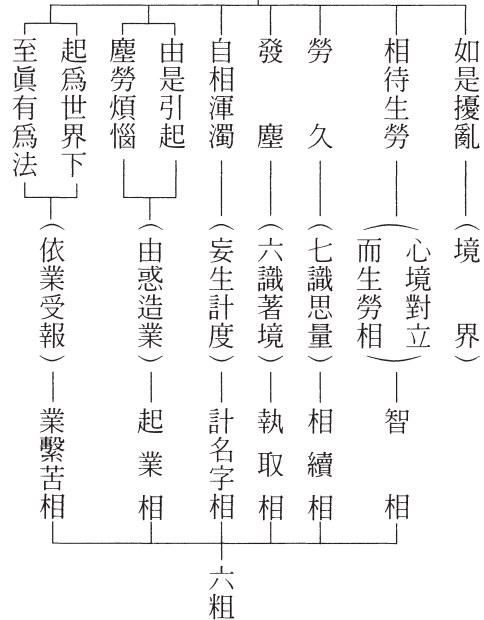 如是擾亂
（境界）
相待生勞
（心境對立
而生勞相）
智相
勞久
（七識思量）
相續相
發塵
（六識著境）
執取相
自相渾濁
（妄生計度）
計名字相
由是引起
塵勞煩惱
（由惑造業）
起業相
起為世界下
至眞有為法
（依業受報）
業繫苦相
六粗